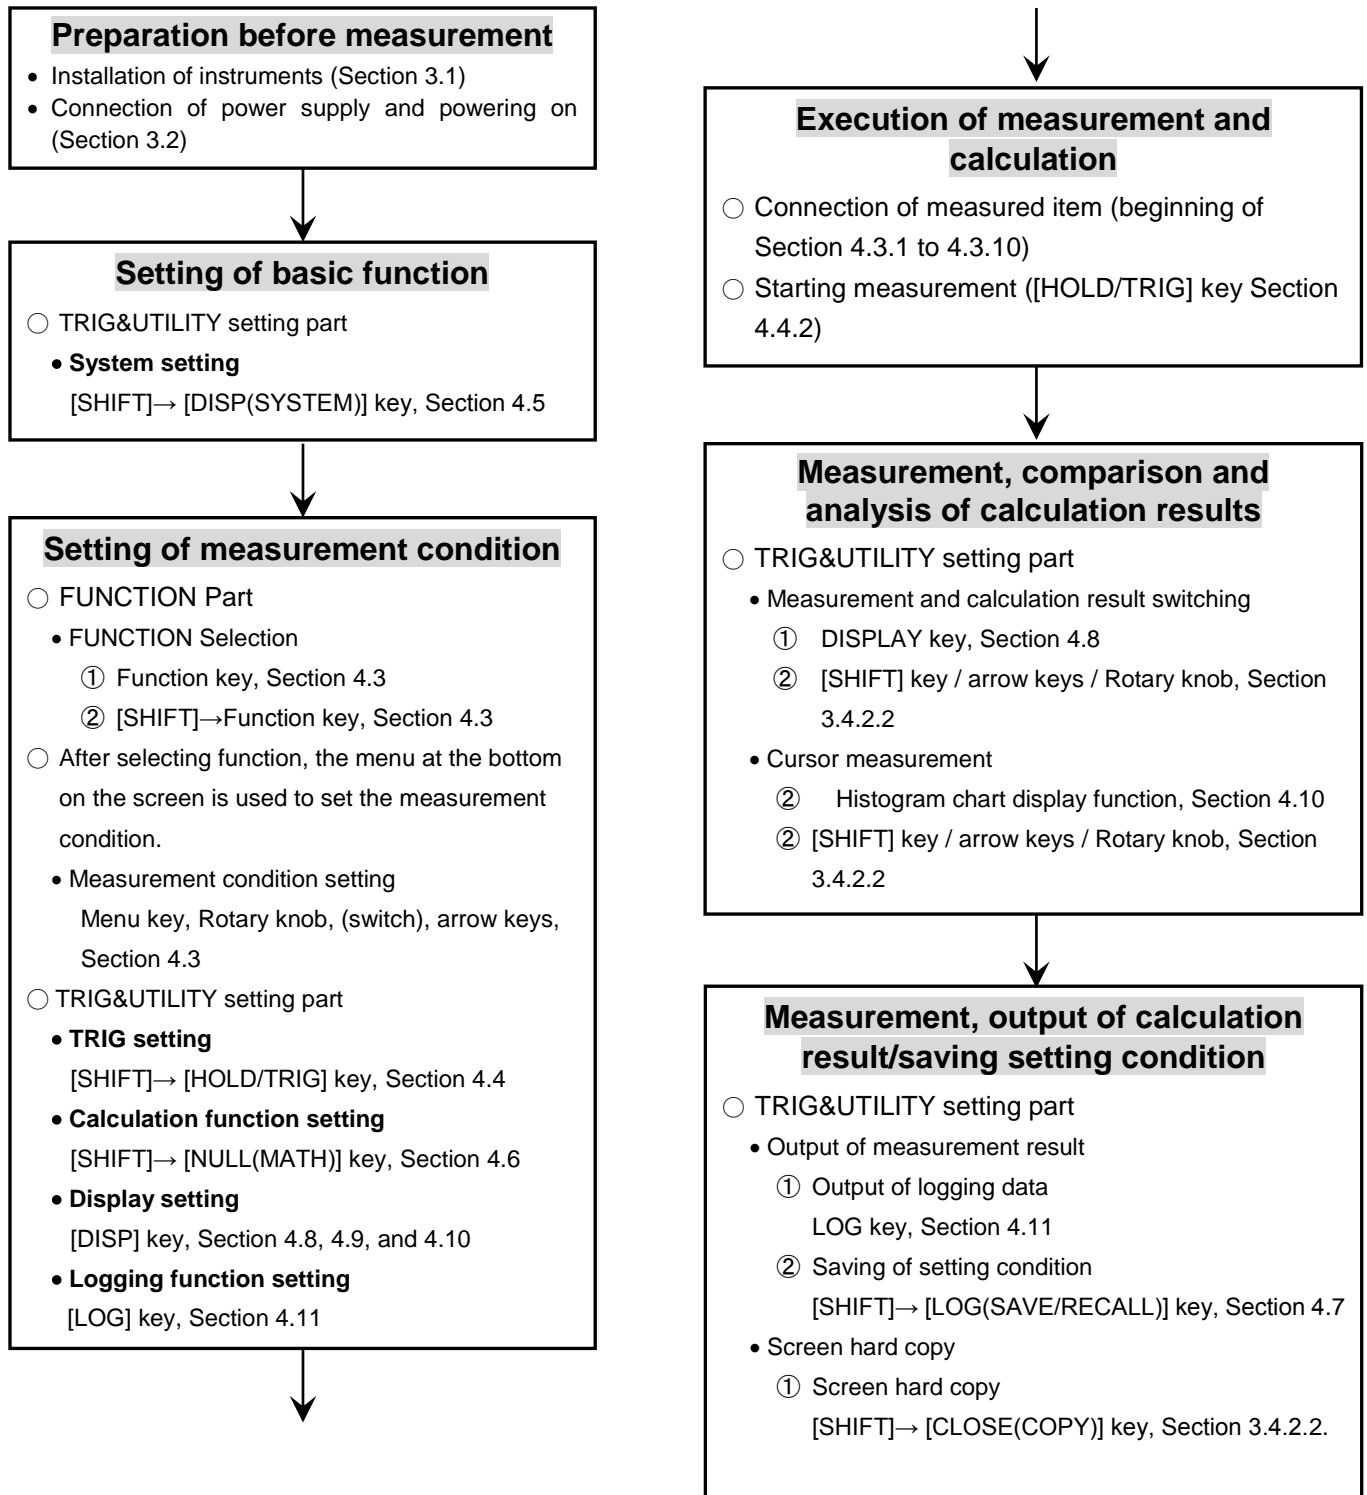 Preparation before measurement
• Installation of instruments (Section 3.1)
• Connection of power supply and powering on
(Section 3.2)
Setting of basic function
○ TRIG&UTILITY setting part
• System setting
[SHIFT]→ [DISP(SYSTEM)] key, Section 4.5
Setting of measurement condition
○ FUNCTION Part
• FUNCTION Selection
① Function key, Section 4.3
② [SHIFT]→Function key, Section 4.3
○ After selecting function, the menu at the bottom
on the screen is used to set the measurement
condition.
• Measurement condition setting
Menu key, Rotary knob, (switch), arrow keys,
Section 4.3
○ TRIG&UTILITY setting part
• TRIG setting
[SHIFT]→ [HOLD/TRIG] key, Section 4.4
• Calculation function setting
[SHIFT]→ [NULL(MATH)] key, Section 4.6
• Display setting
[DISP] key, Section 4.8, 4.9, and 4.10
• Logging function setting
[LOG] key, Section 4.11
Execution of measurement and
calculation
○ Connection of measured item (beginning of
Section 4.3.1 to 4.3.10)
○ Starting measurement ([HOLD/TRIG] key Section
4.4.2)
Measurement, comparison and
analysis of calculation results
○ TRIG&UTILITY setting part
• Measurement and calculation result switching
① DISPLAY key, Section 4.8
② [SHIFT] key / arrow keys / Rotary knob, Section
3.4.2.2
• Cursor measurement
② Histogram chart display function, Section 4.10
② [SHIFT] key / arrow keys / Rotary knob, Section
3.4.2.2
Measurement, output of calculation
result/saving setting condition
○ TRIG&UTILITY setting part
• Output of measurement result
① Output of logging data
LOG key, Section 4.11
② Saving of setting condition
[SHIFT]→ [LOG(SAVE/RECALL)] key, Section 4.7
• Screen hard copy
① Screen hard copy
[SHIFT]→ [CLOSE(COPY)] key, Section 3.4.2.2.